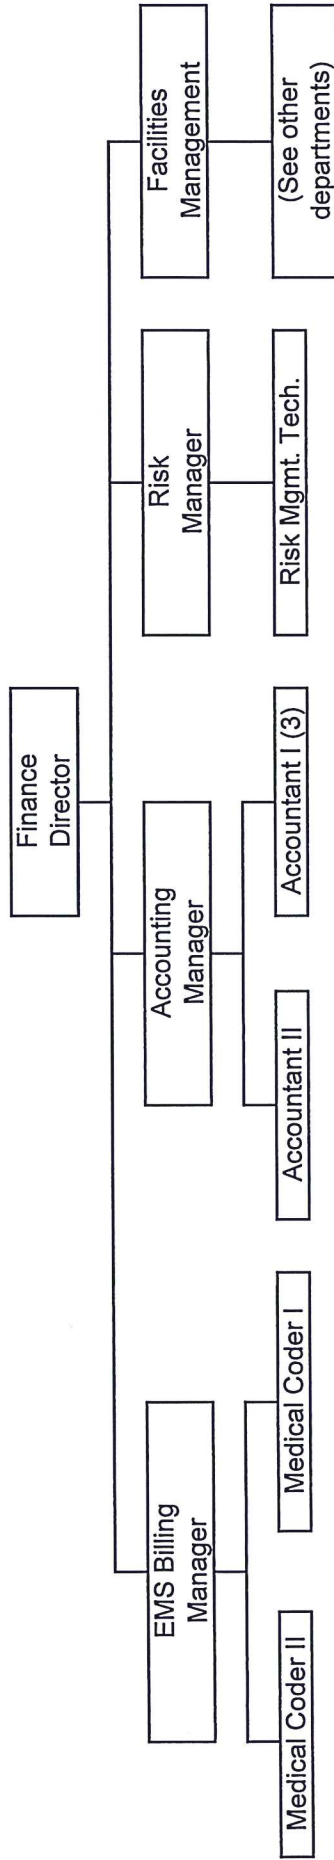 Finance
Director
EMS Billing
Manager
Accounting
Manager
Risk
Manager
Facilities
Management
Medical Coder II
Medical Coder I
Accountant II
Accountant I (3)
Risk Mgmt. Tech.
(See other
departments)